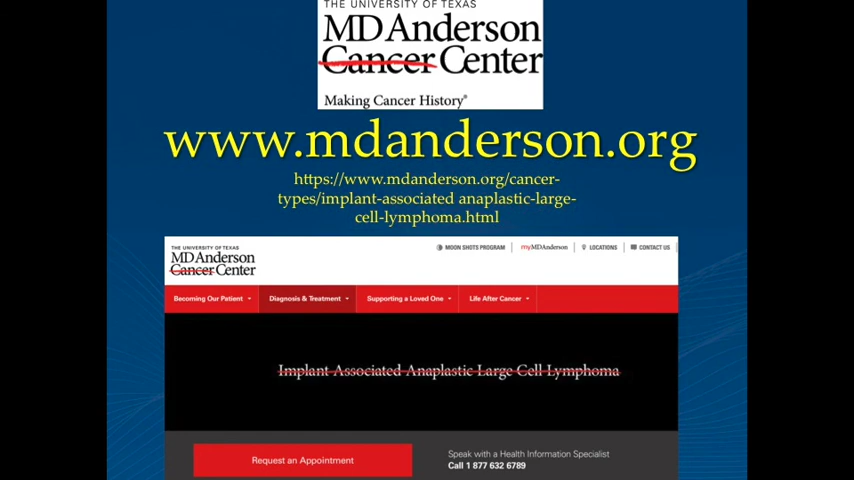 THE UNIVERSITY OF TEXAS
MD Anderson
Cancer Center
Making Cancer History®
www.mdanderson.org
https://www.mdanderson.org/cancer-
types/implant-associated anaplastic-large-
cell-lymphoma.html
THE UNIVERSITY OF TEXAS
MD Anderson
Cancer Center
MOON SHOTS PROGRAM
myMDAnderson
LOCATIONS
CONTACT US
Becoming Our Patient
Diagnosis & Treatment
Supporting a Loved One
Life After Cancer
Implant Associated Anaplastic Large Cell Lymphoma
Request an Appointment
Speak with a Health Information Specialist
Call 1 877 632 6789